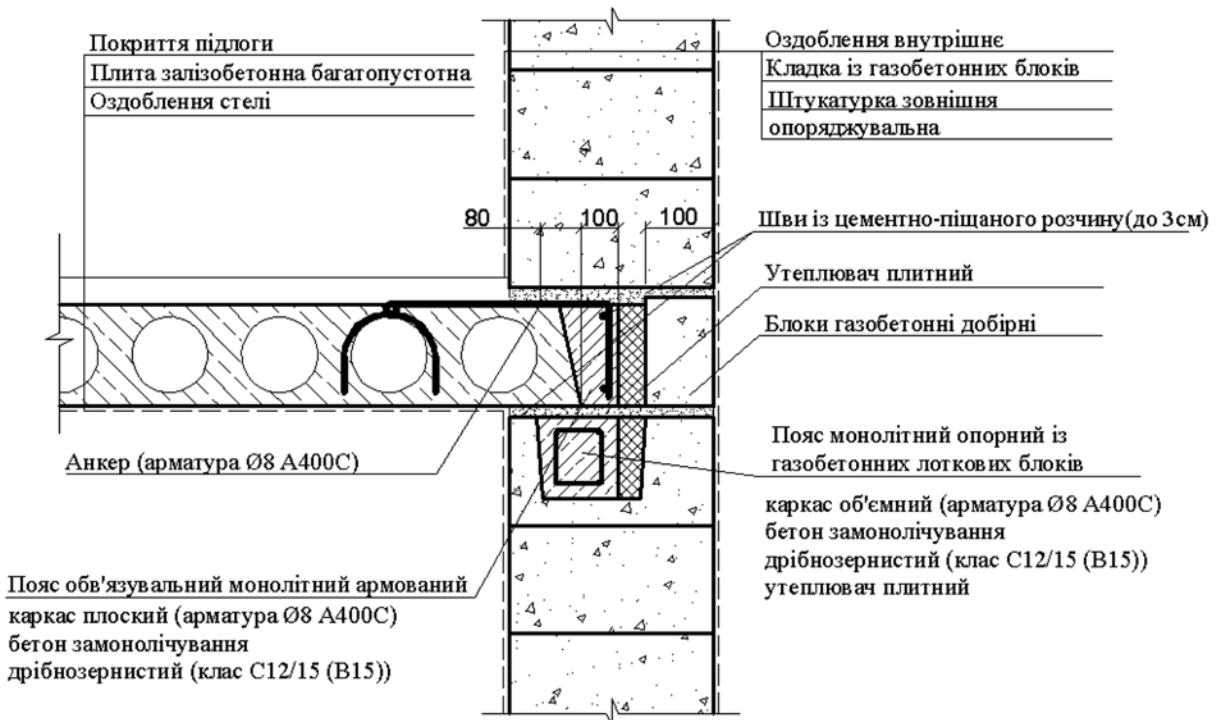 Покриття підлоги
Плита залізобетонна багатопустотна
Оздоблення стелі
Оздоблення внутрішнє
Кладка із газобетонних блоків
Штукатурка зовнішня
опоряджувальна
80
100
100
Шви із цементно-піщаного розчину(до 3см)
Утеплювач плитний
Блоки газобетонні добірні
Анкер (арматура Ø8 А400С)
Пояс монолітний опорний із
газобетонних лоткових блоків
каркас об'ємний (арматура Ø8 А400С)
бетон замонолічування
дрібнозернистий (клас С12/15 (В15))
утеплювач плитний
Пояс обв'язувальний монолітний армований
каркас плоский (арматура Ø8 А400С)
бетон замонолічування
дрібнозернистий (клас С12/15 (В15))